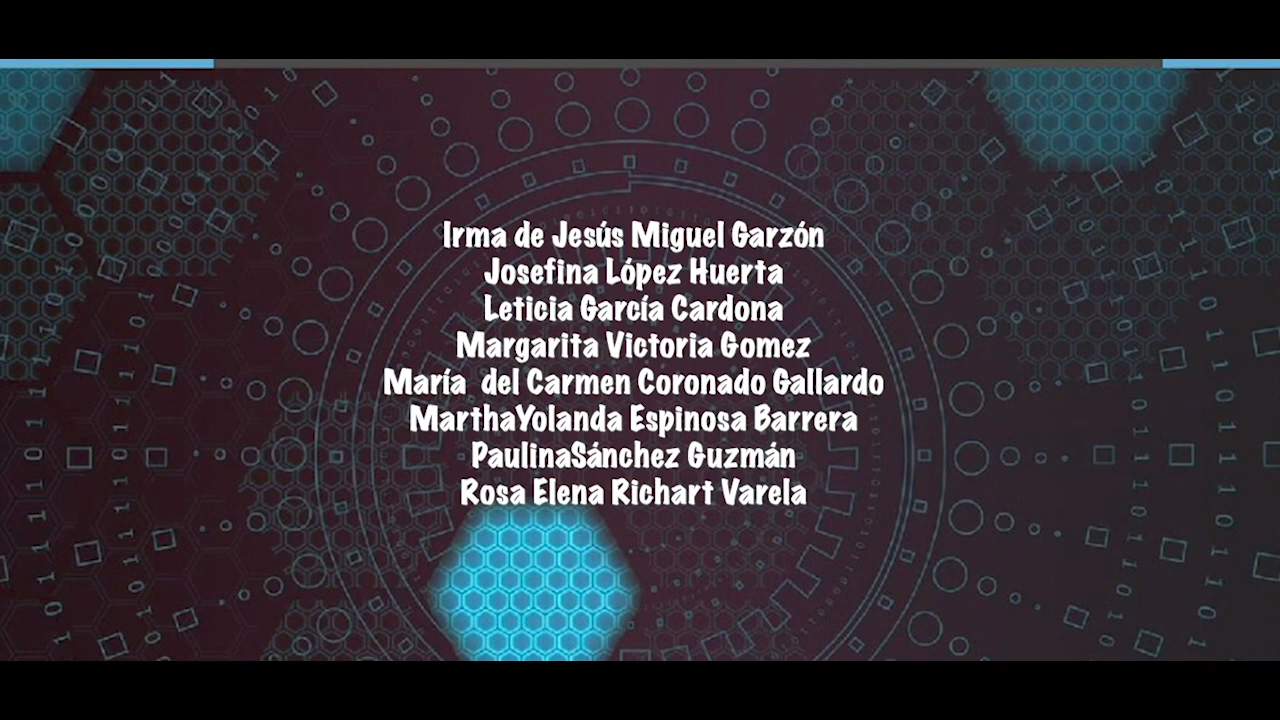 Irma de Jesús Miguel Garzón
Josefina López Huerta
Leticia García Cardona
Margarita Victoria Gomez
María  del Carmen Coronado Gallardo
MarthaYolanda Espinosa Barrera
PaulinaSánchez Guzmán
Rosa Elena Richart Varela